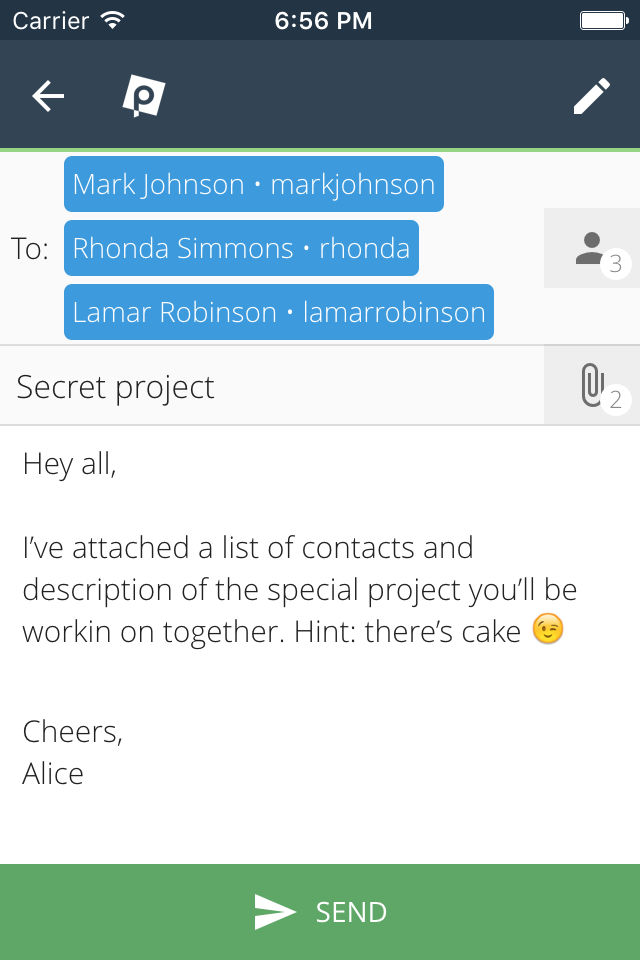 Carrier 6:56 PM
Mark Johnson • markjohnson
To: Rhonda Simmons • rhonda
3
Lamar Robinson • lamarrobinson
Secret project
2
Hey all,
I’ve attached a list of contacts and
description of the special project you’ll be
workin on together. Hint: there’s cake 😉
Cheers,
Alice
SEND